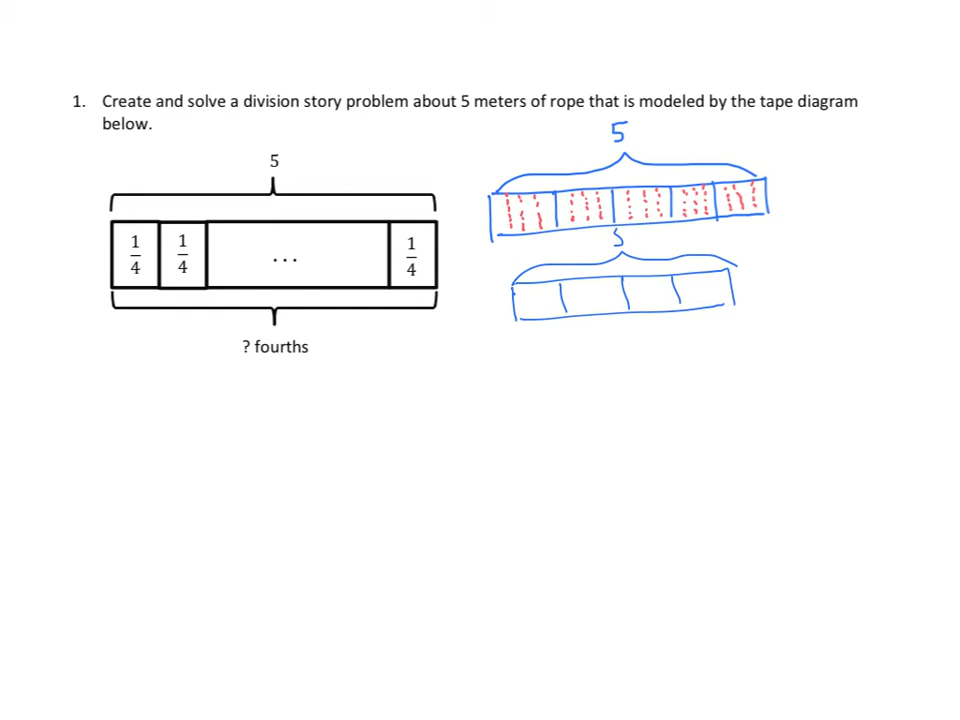 1. Create and solve a division story problem about 5 meters of rope that is modeled by the tape diagram
below.
5
5
1/4 1/4 ... 1/4
5
? fourths